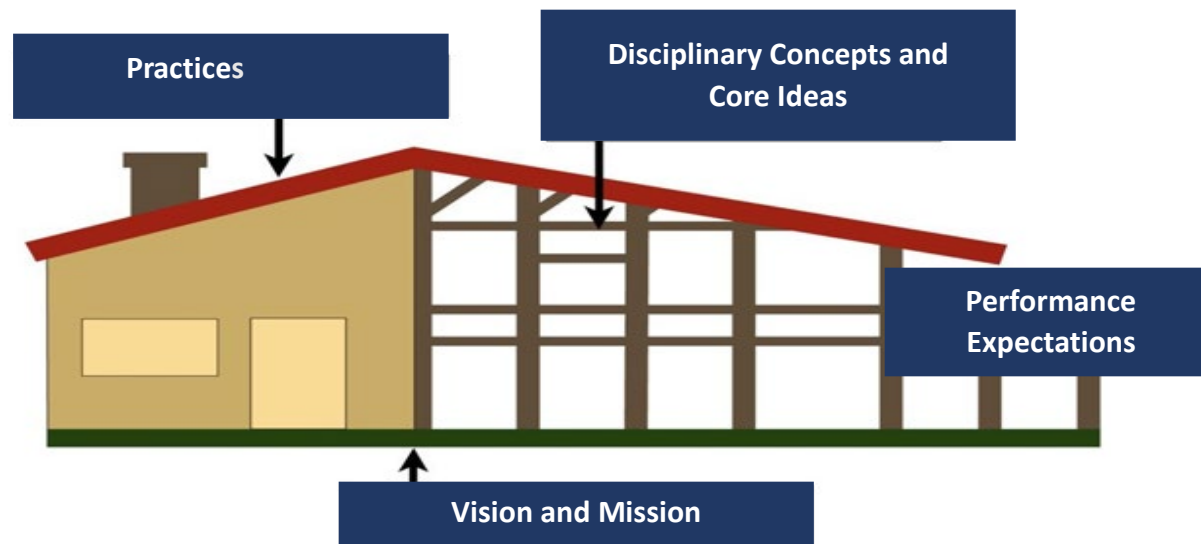 Practices
Disciplinary Concepts and
Core Ideas
Performance
Expectations
Vision and Mission